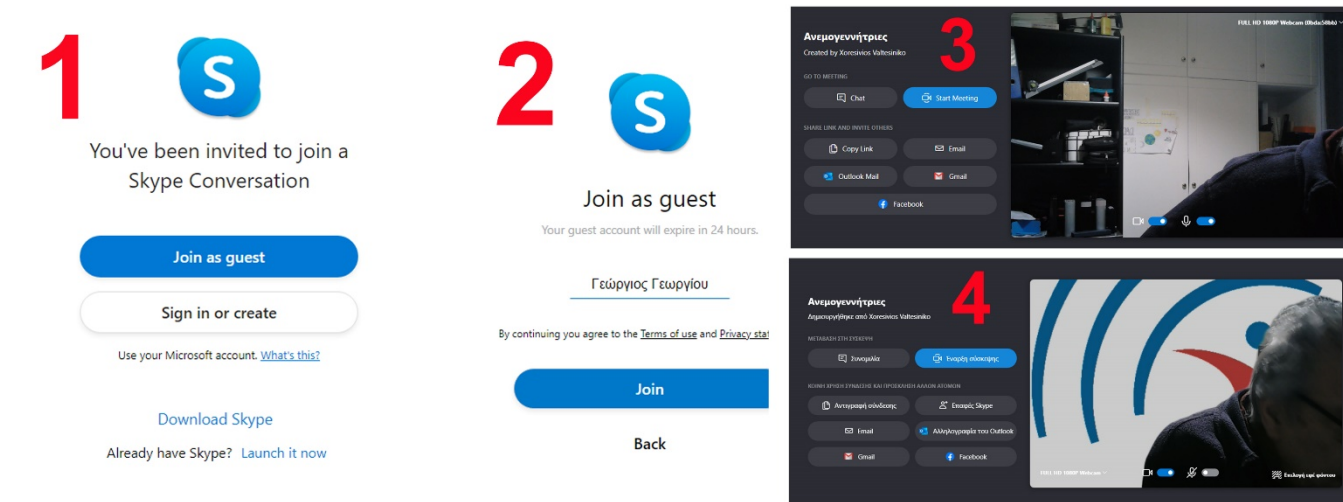 1
S
You've been invited to join a
Skype Conversation
Join as guest
Sign in or create
Use your Microsoft account. What's this?
Download Skype
Already have Skype? Launch it now
2
S
Join as guest
Your guest account will expire in 24 hours.
Γεώργιος Γεωργίου
By continuing you agree to the Terms of use and Privacy stat
Join
Back
3
FULL HD 1080P Webcam (0bda:58b6)
Ανεμογεννήτριες
Created by Xoresivios Valtesiniko
GO TO MEETING
Chat
Start Meeting
SHARE LINK AND INVITE OTHERS
Copy Link
Email
Outlook Mail
Gmail
Facebook
4
Ανεμογεννήτριες
Δημιουργήθηκε από Xoresivios Valtesiniko
ΜΕΤΑΒΑΣΗ ΣΤΗ ΣΥΣΚΕΨΗ
Συνομιλία
Έναρξη σύσκεψης
ΚΟΙΝΗ ΧΡΗΣΗ ΣΥΝΔΕΣΗΣ ΚΑΙ ΠΡΟΣΚΛΗΣΗ ΑΛΛΩΝ ΑΤΟΜΩΝ
Αντιγραφή σύνδεσης
Επαφές Skype
Email
Αλληλογραφία του Outlook
Gmail
Facebook
FULL HD 1080P Webcam
Επιλογή εφέ φόντου